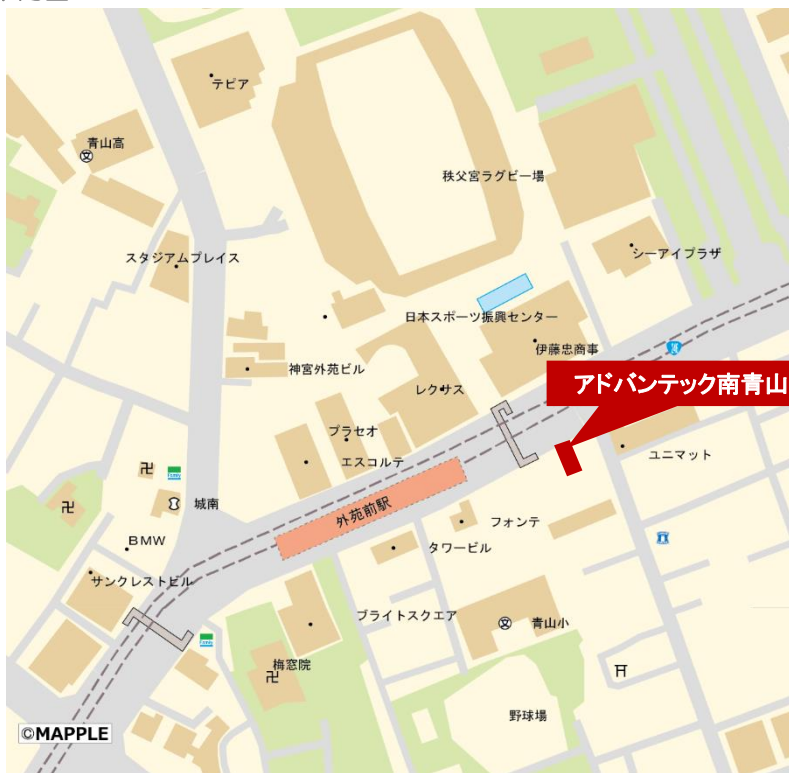 テピア
青山高
秩父宮ラグビー場
スタジアムプレイス
シーアイプラザ
日本スポーツ振興センター
伊藤忠商事
神宮外苑ビル
アドバンテック南青山
レクサス
プラセオ
ユニマット
エスコルテ
城南
外苑前駅
フォンテ
BMW
タワービル
サンクレストビル
ブライトスクエア
青山小
梅窓院
野球場
©MAPPLE